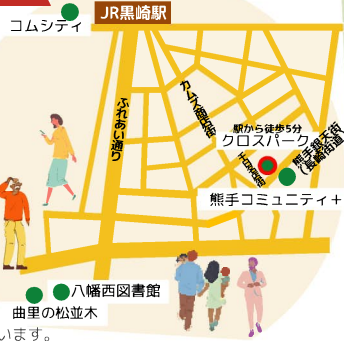 JR黒崎駅
コムシティ
カムズ商店街
ふれあい通り
駅から徒歩5分
クロスパーク
熊手銀天街
(長崎街道)
熊手コミュニティ+
八幡西図書館
曲里の松並木
います。